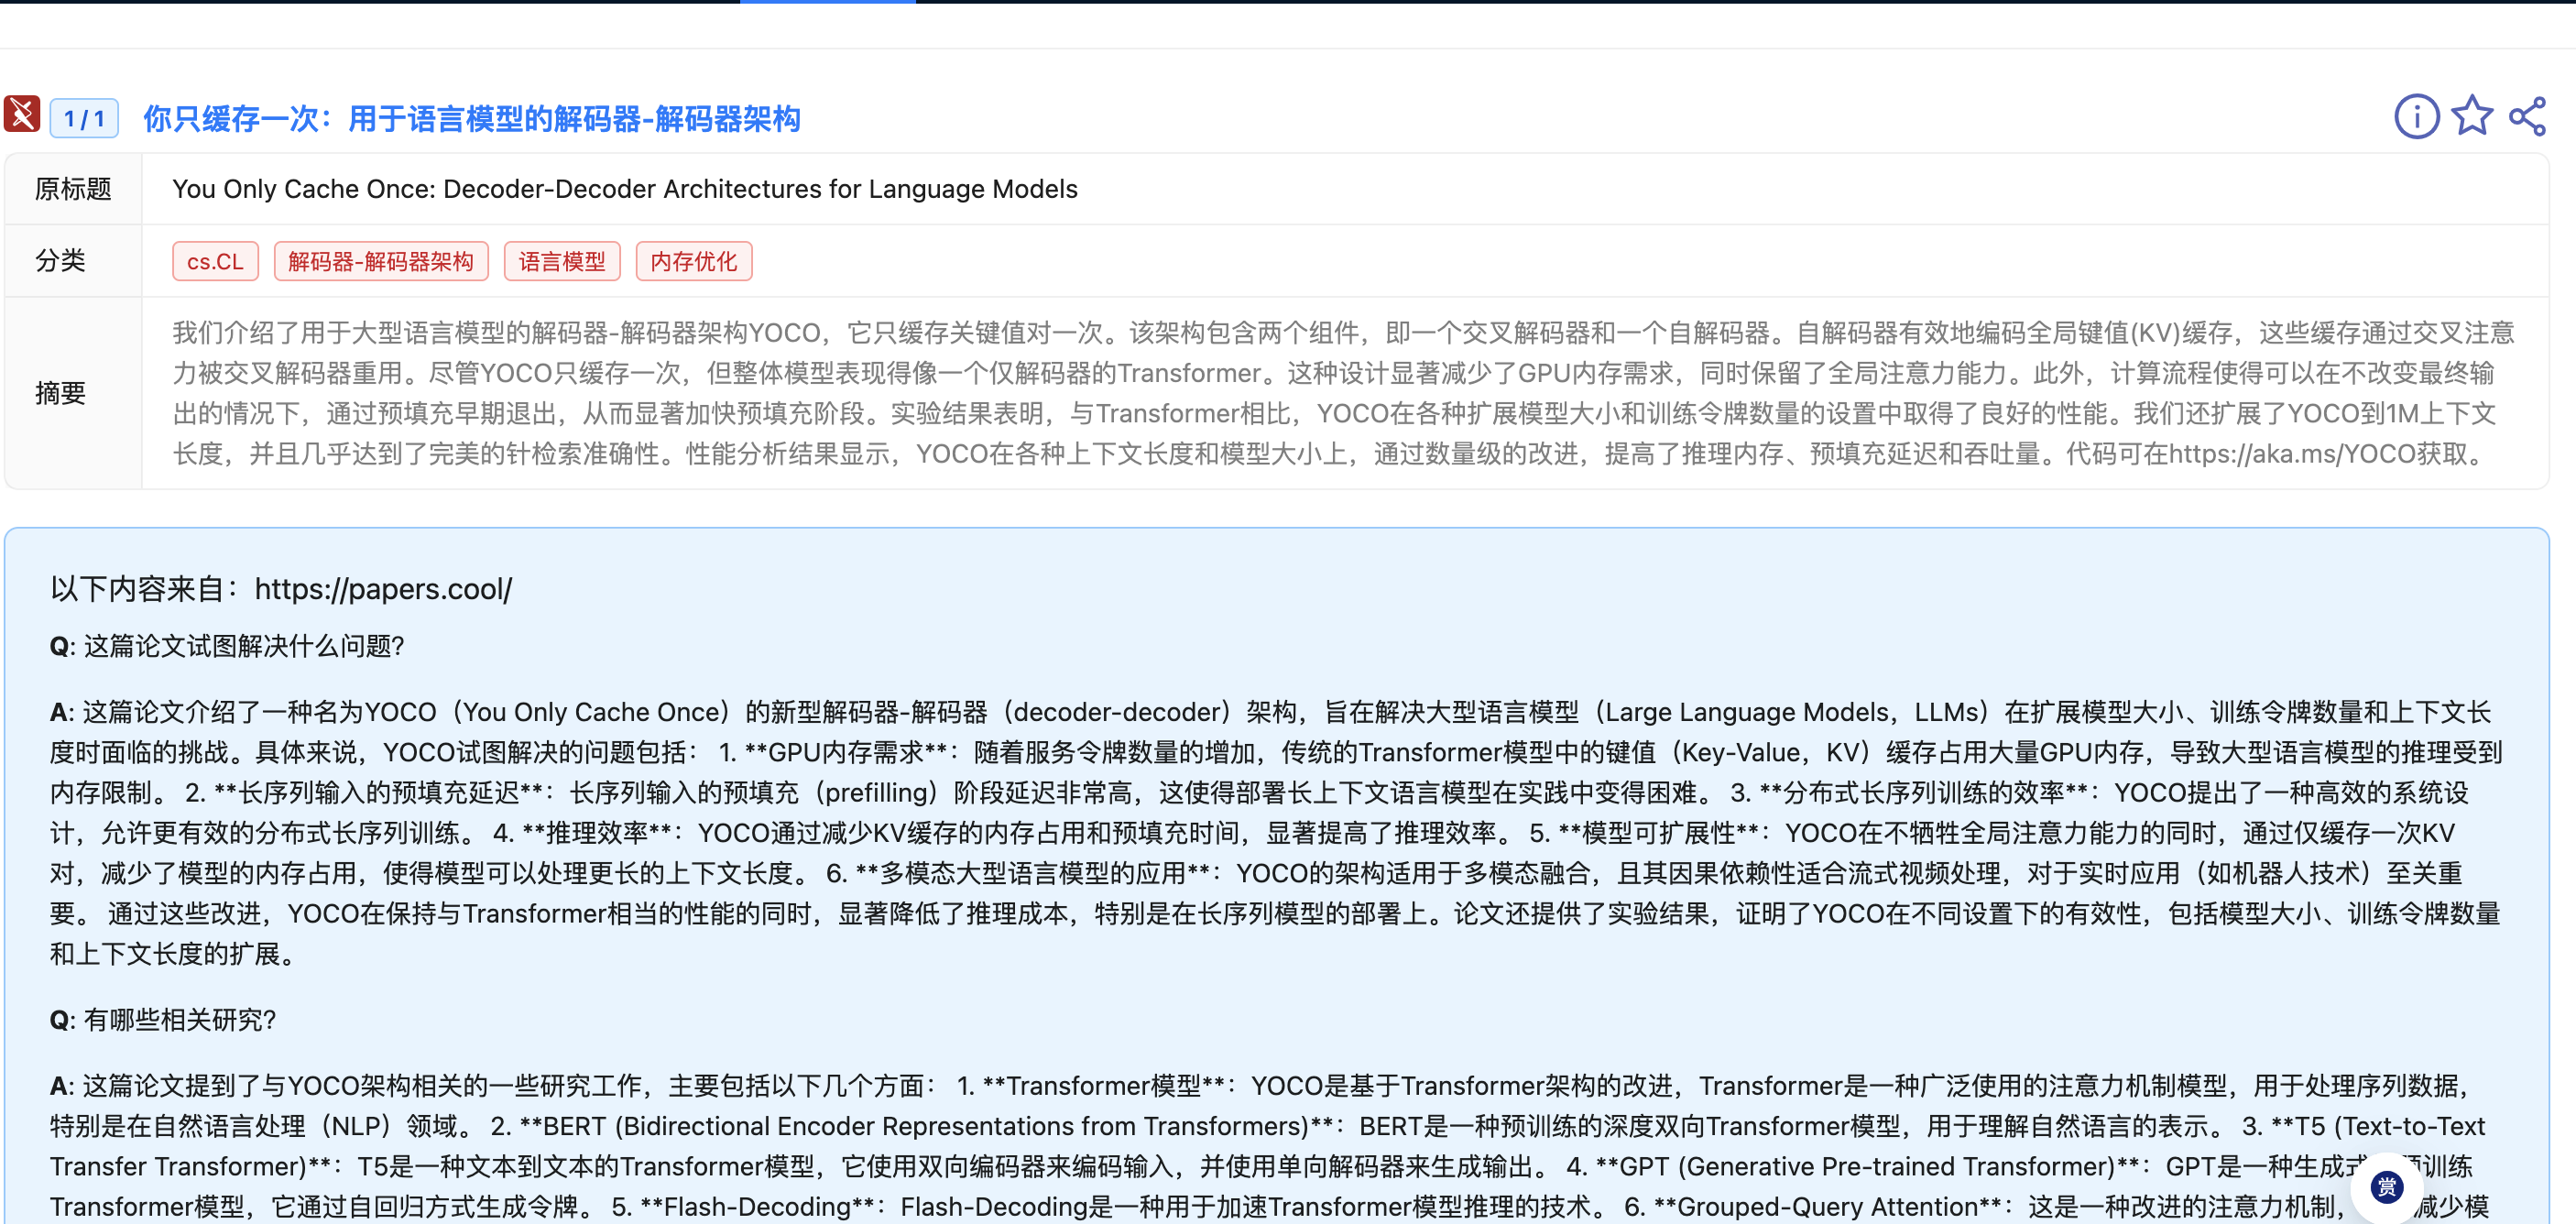 1 / 1 你只缓存一次：用于语言模型的解码器-解码器架构
原标题 You Only Cache Once: Decoder-Decoder Architectures for Language Models
分类 cs.CL 解码器-解码器架构 语言模型 内存优化
摘要
我们介绍了用于大型语言模型的解码器-解码器架构YOCO，它只缓存关键值对一次。该架构包含两个组件，即一个交叉解码器和一个自解码器。自解码器有效地编码全局键值(KV)缓存，这些缓存通过交叉注意
力被交叉解码器重用。尽管YOCO只缓存一次，但整体模型表现得像一个仅解码器的Transformer。这种设计显著减少了GPU内存需求，同时保留了全局注意力能力。此外，计算流程使得可以在不改变最终输
出的情况下，通过预填充早期退出，从而显著加快预填充阶段。实验结果表明，与Transformer相比，YOCO在各种扩展模型大小和训练令牌数量的设置中取得了良好的性能。我们还扩展了YOCO到1M上下文
长度，并且几乎达到了完美的针检索准确性。性能分析结果显示，YOCO在各种上下文长度和模型大小上，通过数量级的改进，提高了推理内存、预填充延迟和吞吐量。代码可在https://aka.ms/YOCO获取。
以下内容来自：https://papers.cool/
Q: 这篇论文试图解决什么问题?
A: 这篇论文介绍了一种名为YOCO（You Only Cache Once）的新型解码器-解码器（decoder-decoder）架构，旨在解决大型语言模型（Large Language Models，LLMs）在扩展模型大小、训练令牌数量和上下文长
度时面临的挑战。具体来说，YOCO试图解决的问题包括： 1. **GPU内存需求**：随着服务令牌数量的增加，传统的Transformer模型中的键值（Key-Value，KV）缓存占用大量GPU内存，导致大型语言模型的推理受到
内存限制。 2. **长序列输入的预填充延迟**：长序列输入的预填充（prefilling）阶段延迟非常高，这使得部署长上下文语言模型在实践中变得困难。 3. **分布式长序列训练的效率**：YOCO提出了一种高效的系统设
计，允许更有效的分布式长序列训练。 4. **推理效率**：YOCO通过减少KV缓存的内存占用和预填充时间，显著提高了推理效率。 5. **模型可扩展性**：YOCO在不牺牲全局注意力能力的同时，通过仅缓存一次KV
对，减少了模型的内存占用，使得模型可以处理更长的上下文长度。 6. **多模态大型语言模型的应用**：YOCO的架构适用于多模态融合，且其因果依赖性适合流式视频处理，对于实时应用（如机器人技术）至关重
要。 通过这些改进，YOCO在保持与Transformer相当的性能的同时，显著降低了推理成本，特别是在长序列模型的部署上。论文还提供了实验结果，证明了YOCO在不同设置下的有效性，包括模型大小、训练令牌数量
和上下文长度的扩展。
Q: 有哪些相关研究?
A: 这篇论文提到了与YOCO架构相关的一些研究工作，主要包括以下几个方面： 1. **Transformer模型**：YOCO是基于Transformer架构的改进，Transformer是一种广泛使用的注意力机制模型，用于处理序列数据，
特别是在自然语言处理（NLP）领域。 2. **BERT (Bidirectional Encoder Representations from Transformers)**：BERT是一种预训练的深度双向Transformer模型，用于理解自然语言的表示。 3. **T5 (Text-to-Text
Transfer Transformer)**：T5是一种文本到文本的Transformer模型，它使用双向编码器来编码输入，并使用单向解码器来生成输出。 4. **GPT (Generative Pre-trained Transformer)**：GPT是一种生成式 训练
Transformer模型，它通过自回归方式生成令牌。 5. **Flash-Decoding**：Flash-Decoding是一种用于加速Transformer模型推理的技术。 6. **Grouped-Query Attention**：这是一种改进的注意力机制， 减少模
赏